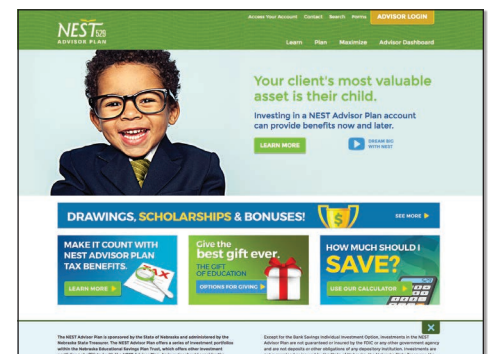 Access Your Account Contact Search Forms ADVISOR LOGIN
NEST 529
ADVISOR PLAN
Learn Plan Maximize Advisor Dashboard
Your client's most valuable
asset is their child.
Investing in a NEST Advisor Plan account
can provide benefits now and later.
LEARN MORE
DREAM BIG
WITH NEST
DRAWINGS, SCHOLARSHIPS & BONUSES!
$
SEE MORE
MAKE IT COUNT WITH
NEST ADVISOR PLAN
TAX BENEFITS.
TAX
LEARN MORE
Give the
best gift ever.
THE GIFT
OF EDUCATION
OPTIONS FOR GIVING
HOW MUCH SHOULD I
SAVE?
USE OUR CALCULATOR
X
The NEST Advisor Plan is sponsored by the State of Nebraska and administered by the
Nebraska State Treasurer. The NEST Advisor Plan offers a series of investment portfolios
within the Nebraska Educational Savings Plan Trust, which offers other investment
Except for the Bank Savings Individual Investment Option, investments in the NEST
Advisor Plan are not guaranteed or insured by the FDIC or any other government agency
and are not deposits or other obligations of any depository institution. Investments are